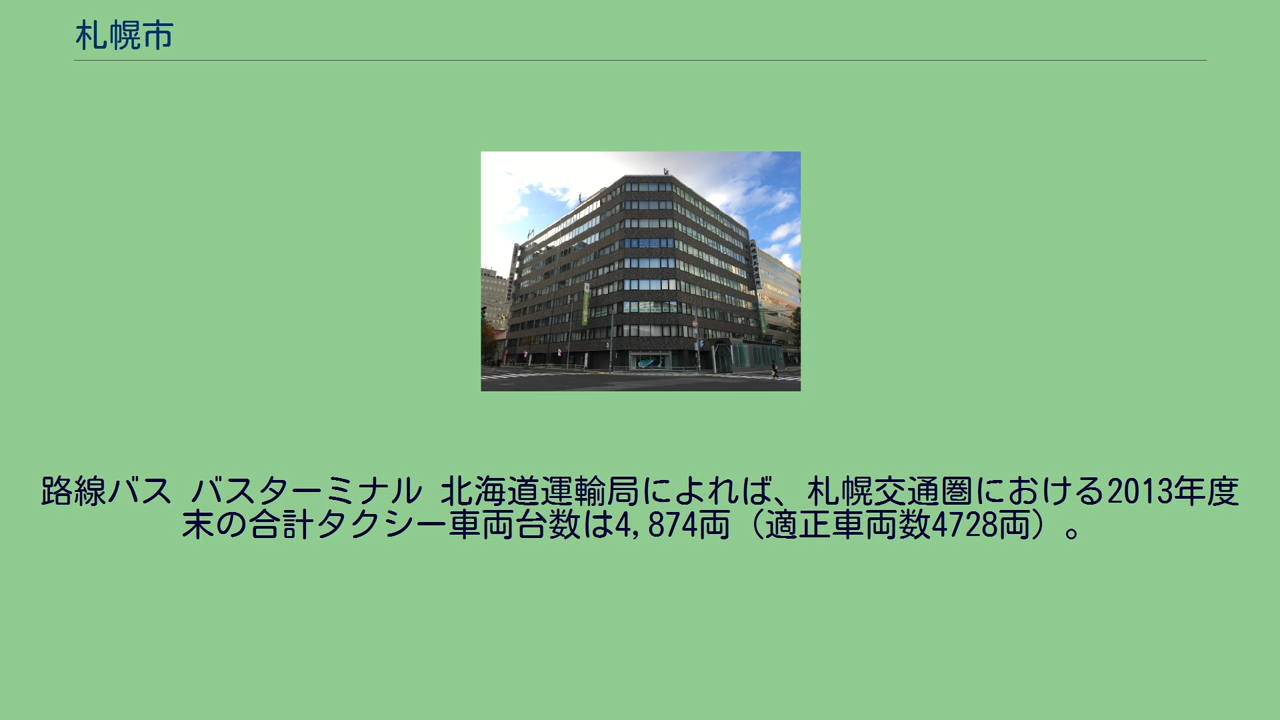 札幌市
路線バス バスターミナル 北海道運輸局によれば、札幌交通圏における2013年度
末の合計タクシー車両台数は4,874両（適正車両数4728両）。